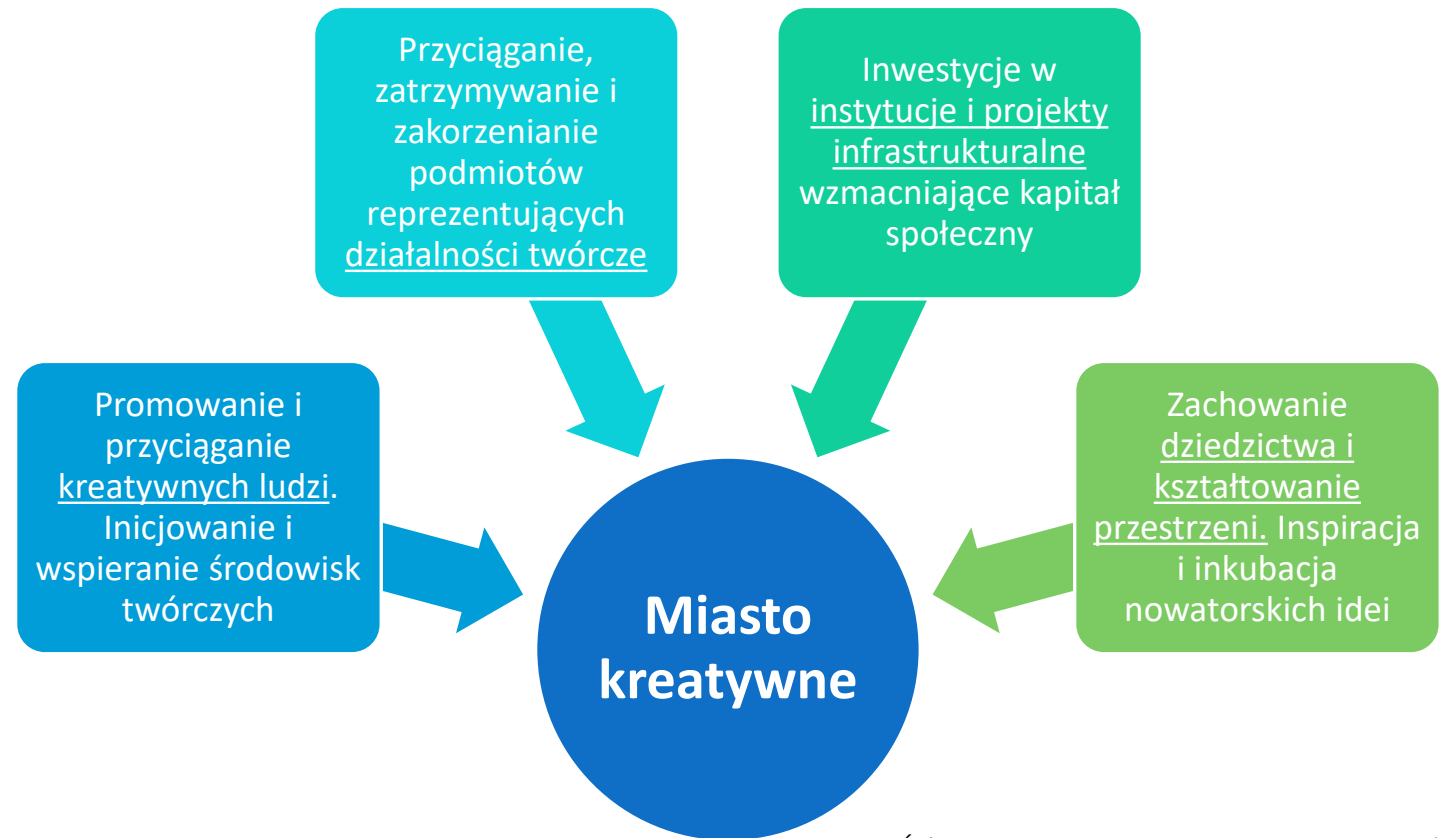 Przyciąganie,
zatrzymywanie i
zakorzenianie
podmiotów
reprezentujących
działalności twórcze
Inwestycje w
instytucje i projekty
infrastrukturalne
wzmacniające kapitał
społeczny
Promowanie i
przyciąganie
kreatywnych ludzi.
Inicjowanie i
wspieranie środowisk
twórczych
Zachowanie
dziedzictwa i
kształtowanie
przestrzeni. Inspiracja
i inkubacja
nowatorskich idei
Miasto
kreatywne